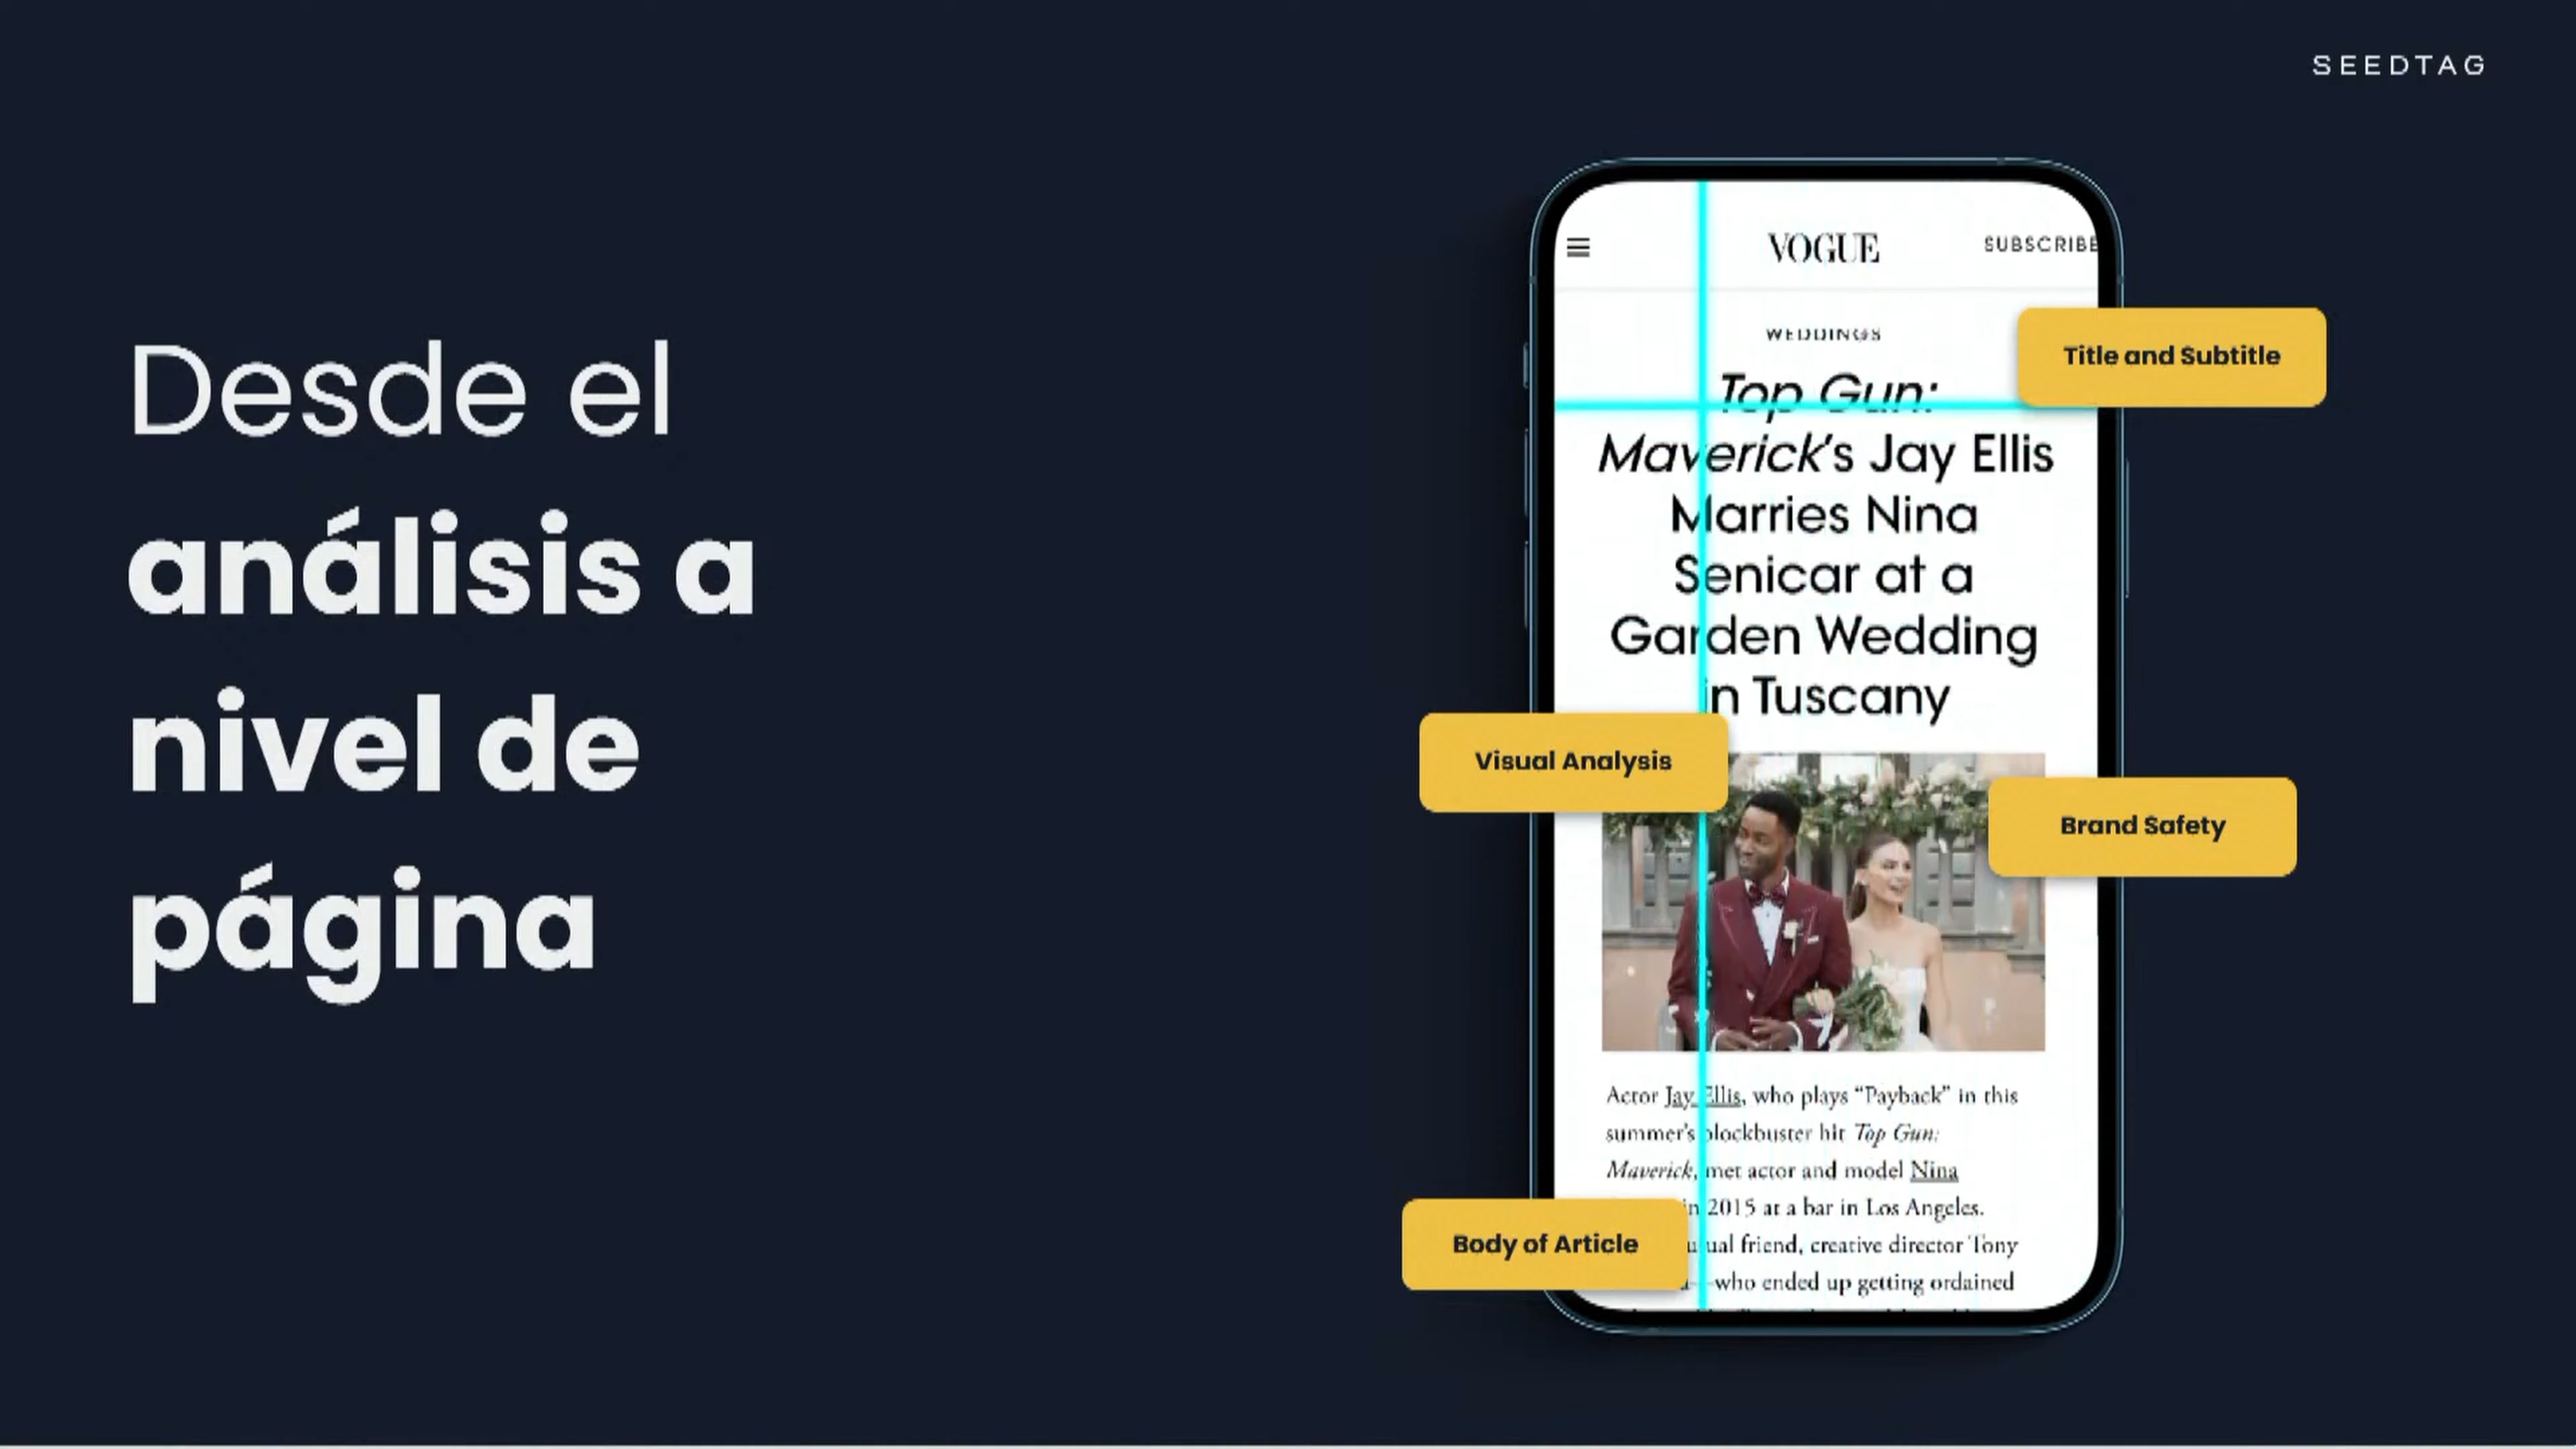 SEEDTAG
Desde el
análisis a
nivel de
página
VOGUE
SUBSCRIBE
WEDDINGS
Title and Subtitle
Top Gun:
Maverick's Jay Ellis
Marries Nina
Senicar at a
Garden Wedding
in Tuscany
Visual Analysis
Brand Safety
Actor Jay Ellis, who plays “Payback” in this
summer's blockbuster hit Top Gun:
Maverick, met actor and model Nina
in 2015 at a bar in Los Angeles.
friend, creative director Tony
—who ended up getting ordained
Body of Article